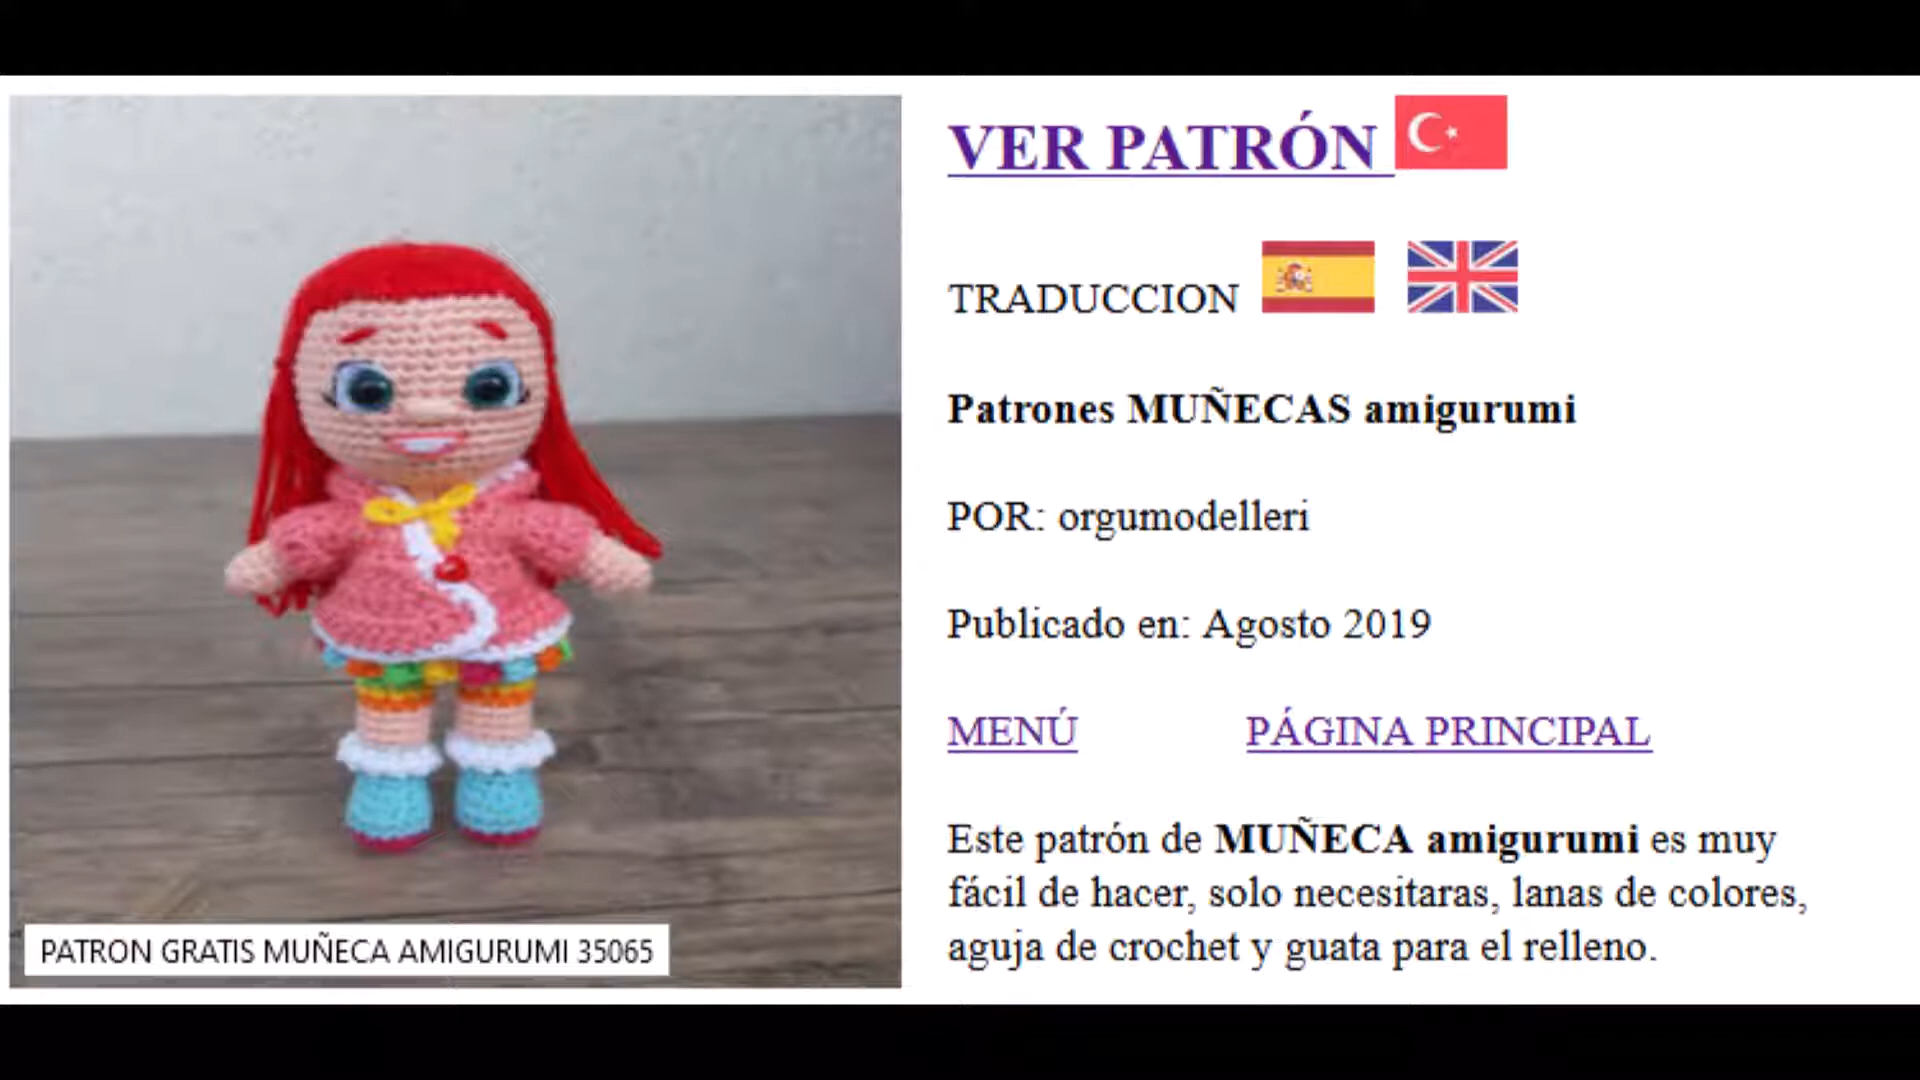 VER PATRÓN
TRADUCCION
Patrones MUÑECAS amigurumi
POR: orgumodelleri
Publicado en: Agosto 2019
MENÚ PÁGINA PRINCIPAL
Este patrón de MUÑECA amigurumi es muy
fácil de hacer, solo necesitaras, lanas de colores,
aguja de crochet y guata para el relleno.
PATRON GRATIS MUÑECA AMIGURUMI 35065